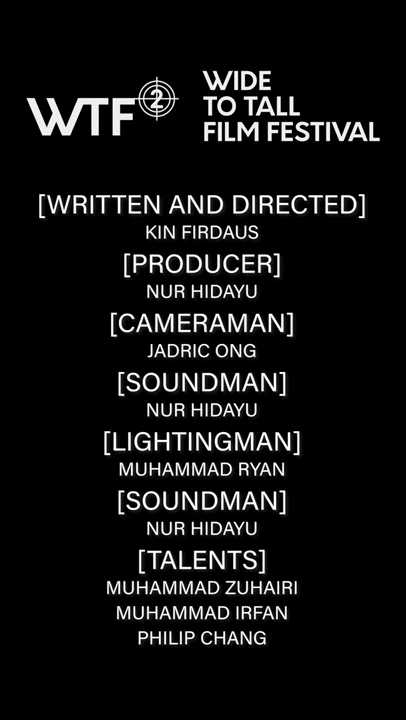 WTF 2
WIDE
TO TALL
FILM FESTIVAL
[WRITTEN AND DIRECTED]
KIN FIRDAUS
[PRODUCER]
NUR HIDAYU
[CAMERAMAN]
JADRIC ONG
[SOUNDMAN]
NUR HIDAYU
[LIGHTINGMAN]
MUHAMMAD RYAN
[SOUNDMAN]
NUR HIDAYU
[TALENTS]
MUHAMMAD ZUHAIRI
MUHAMMAD IRFAN
PHILIP CHANG